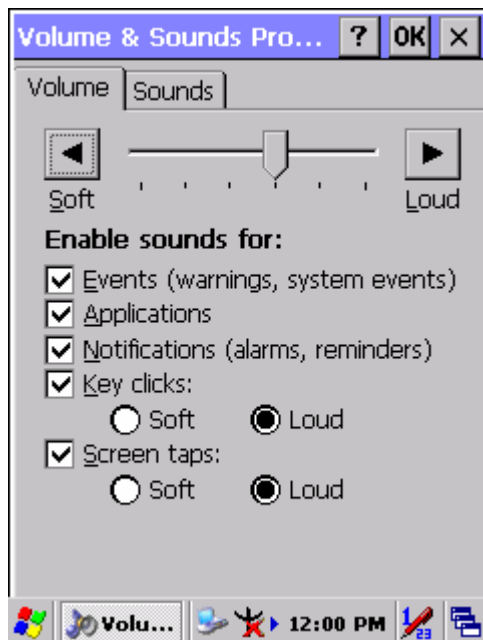 Volume & Sounds Pro... ? OK ×
Volume Sounds
Soft Loud
Enable sounds for:
Events (warnings, system events)
Applications
Notifications (alarms, reminders)
Key clicks:
Soft Loud
Screen taps:
Soft Loud
Volu... 12:00 PM 123